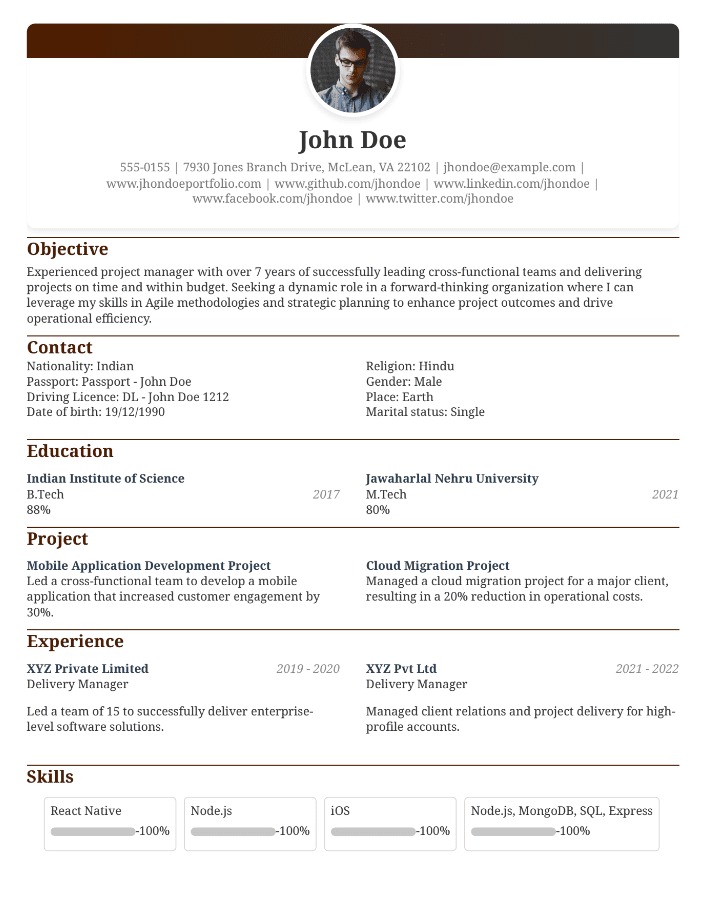 John Doe
555-0155 | 7930 Jones Branch Drive, McLean, VA 22102 | jhondoe@example.com |
www.jhondoeportfolio.com | www.github.com/jhondoe | www.linkedin.com/jhondoe |
www.facebook.com/jhondoe | www.twitter.com/jhondoe
Objective
Experienced project manager with over 7 years of successfully leading cross-functional teams and delivering
projects on time and within budget. Seeking a dynamic role in a forward-thinking organization where I can
leverage my skills in Agile methodologies and strategic planning to enhance project outcomes and drive
operational efficiency.
Contact
Nationality: Indian
Passport: Passport - John Doe
Driving Licence: DL - John Doe 1212
Date of birth: 19/12/1990
Religion: Hindu
Gender: Male
Place: Earth
Marital status: Single
Education
Indian Institute of Science
B.Tech 2017
88%
Jawaharlal Nehru University
M.Tech 2021
80%
Project
Mobile Application Development Project
Led a cross-functional team to develop a mobile
application that increased customer engagement by
30%.
Cloud Migration Project
Managed a cloud migration project for a major client,
resulting in a 20% reduction in operational costs.
Experience
XYZ Private Limited 2019 - 2020
Delivery Manager
Led a team of 15 to successfully deliver enterprise-
level software solutions.
XYZ Pvt Ltd 2021 - 2022
Delivery Manager
Managed client relations and project delivery for high-
profile accounts.
Skills
React Native
-100%
Node.js
-100%
iOS
-100%
Node.js, MongoDB, SQL, Express
-100%